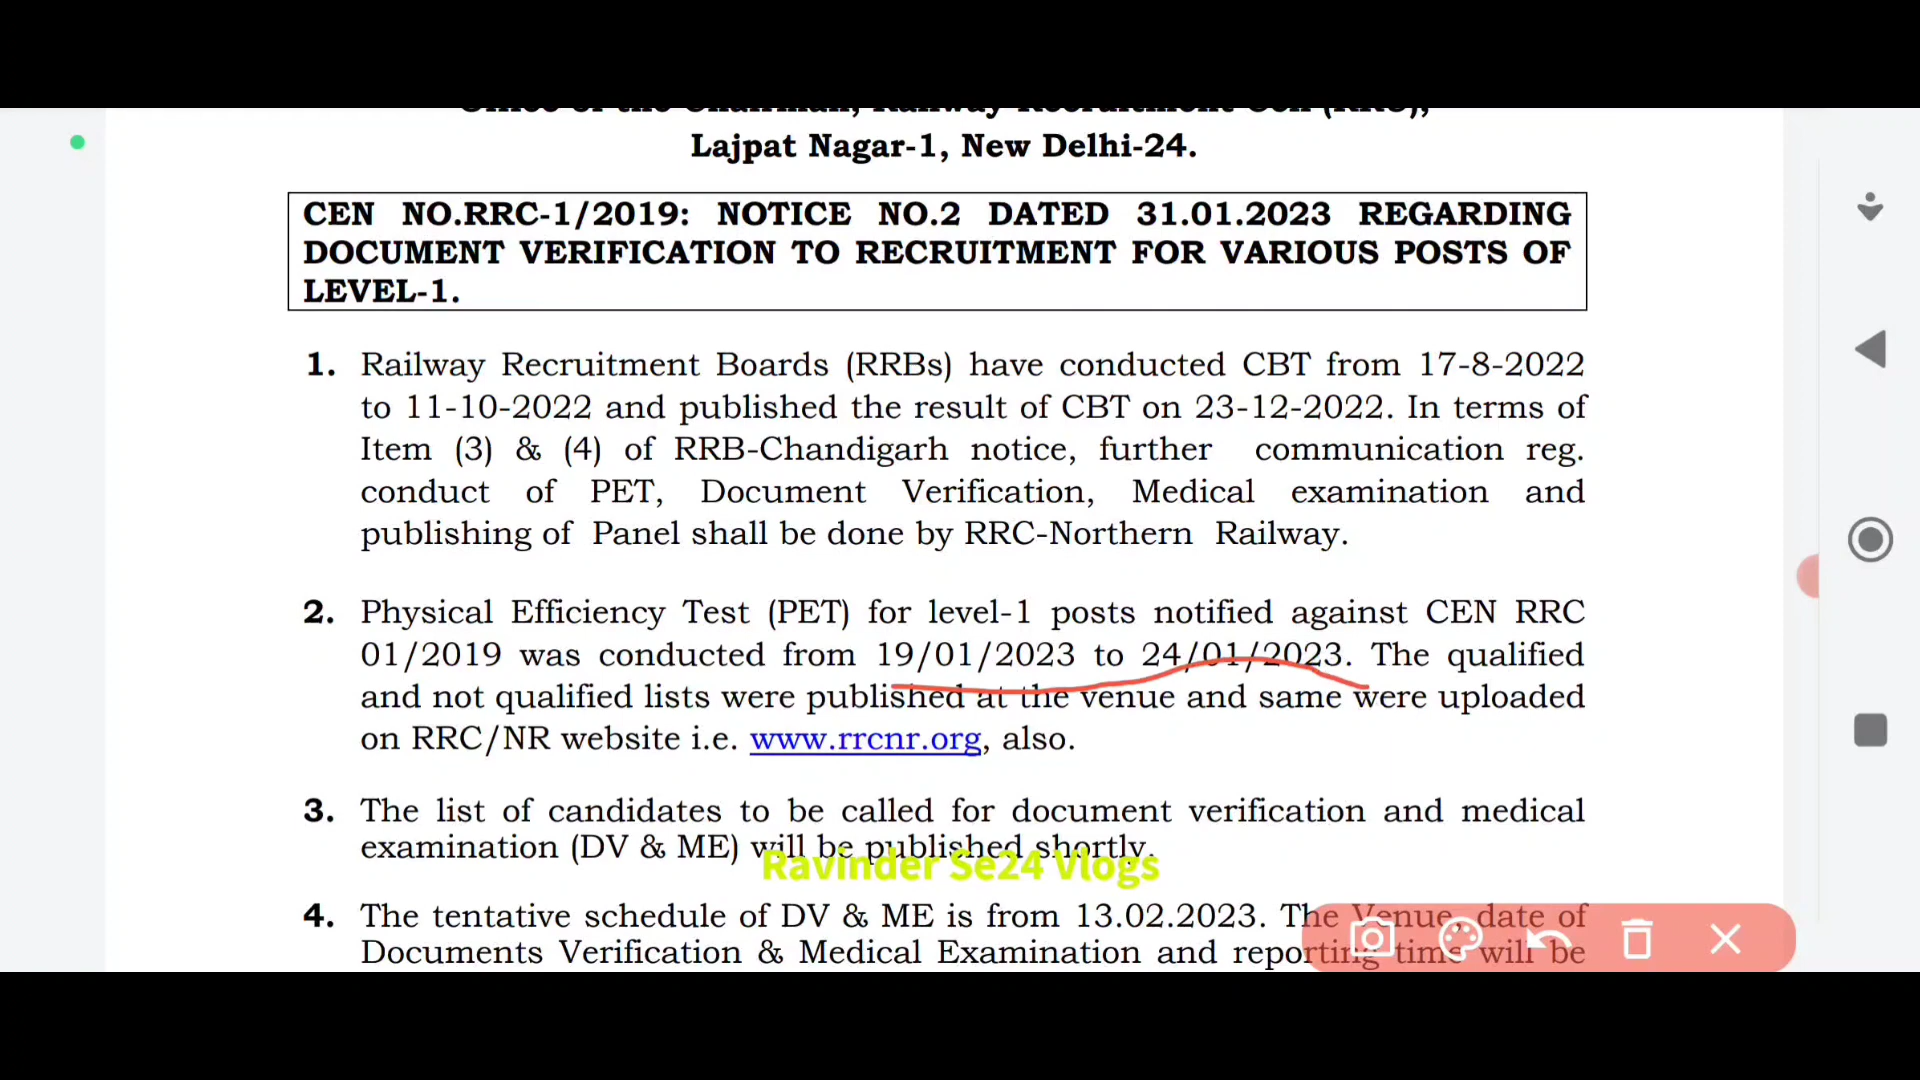 Office of the Chairman, Railway Recruitment Cell (RRC),
Lajpat Nagar-1, New Delhi-24.
CEN NO.RRC-1/2019: NOTICE NO.2 DATED 31.01.2023 REGARDING
DOCUMENT VERIFICATION TO RECRUITMENT FOR VARIOUS POSTS OF
LEVEL-1.
1. Railway Recruitment Boards (RRBs) have conducted CBT from 17-8-2022
to 11-10-2022 and published the result of CBT on 23-12-2022. In terms of
Item (3) & (4) of RRB-Chandigarh notice, further communication reg.
conduct of PET, Document Verification, Medical examination and
publishing of Panel shall be done by RRC-Northern Railway.
2. Physical Efficiency Test (PET) for level-1 posts notified against CEN RRC
01/2019 was conducted from 19/01/2023 to 24/01/2023. The qualified
and not qualified lists were published at the venue and same were uploaded
on RRC/NR website i.e. www.rrcnr.org, also.
3. The list of candidates to be called for document verification and medical
examination (DV & ME) will be published shortly.
Ravinder Se24 Vlogs
4. The tentative schedule of DV & ME is from 13.02.2023. The Venue, date of
Documents Verification & Medical Examination and reporting time will be